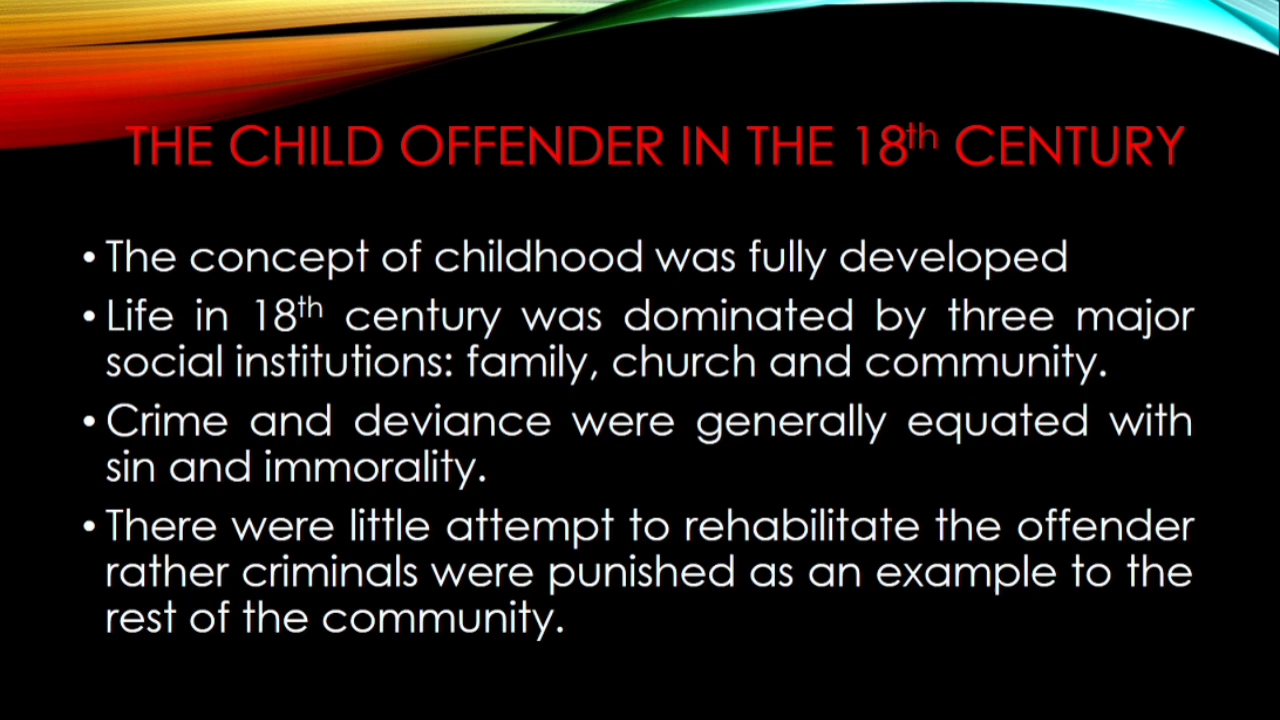 THE CHILD OFFENDER IN THE 18th CENTURY
• The concept of childhood was fully developed
• Life in 18th century was dominated by three major
social institutions: family, church and community.
• Crime and deviance were generally equated with
sin and immorality.
• There were little attempt to rehabilitate the offender
rather criminals were punished as an example to the
rest of the community.